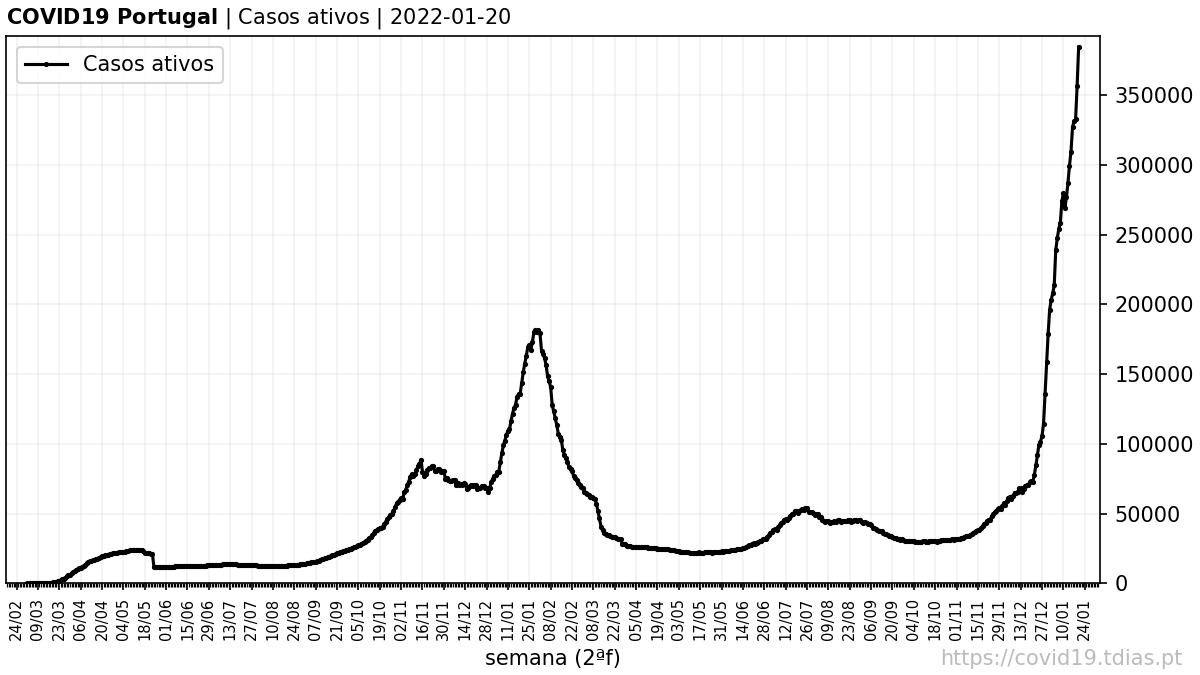 COVID19 Portugal | Casos ativos | 2022-01-20
Casos ativos
350000
300000
250000
200000
150000
100000
50000
0
24/02 09/03 23/03 06/04 20/04 04/05 18/05 01/06 15/06 29/06 13/07 27/07 10/08 24/08 07/09 21/09 05/10 19/10 02/11 16/11 30/11 14/12 28/12 11/01 25/01 08/02 22/02 08/03 22/03 05/04 19/04 03/05 17/05 31/05 14/06 28/06 12/07 26/07 09/08 23/08 06/09 20/09 04/10 18/10 01/11 15/11 29/11 13/12 27/12 10/01 24/01
semana (2ªf)
https://covid19.tdias.pt